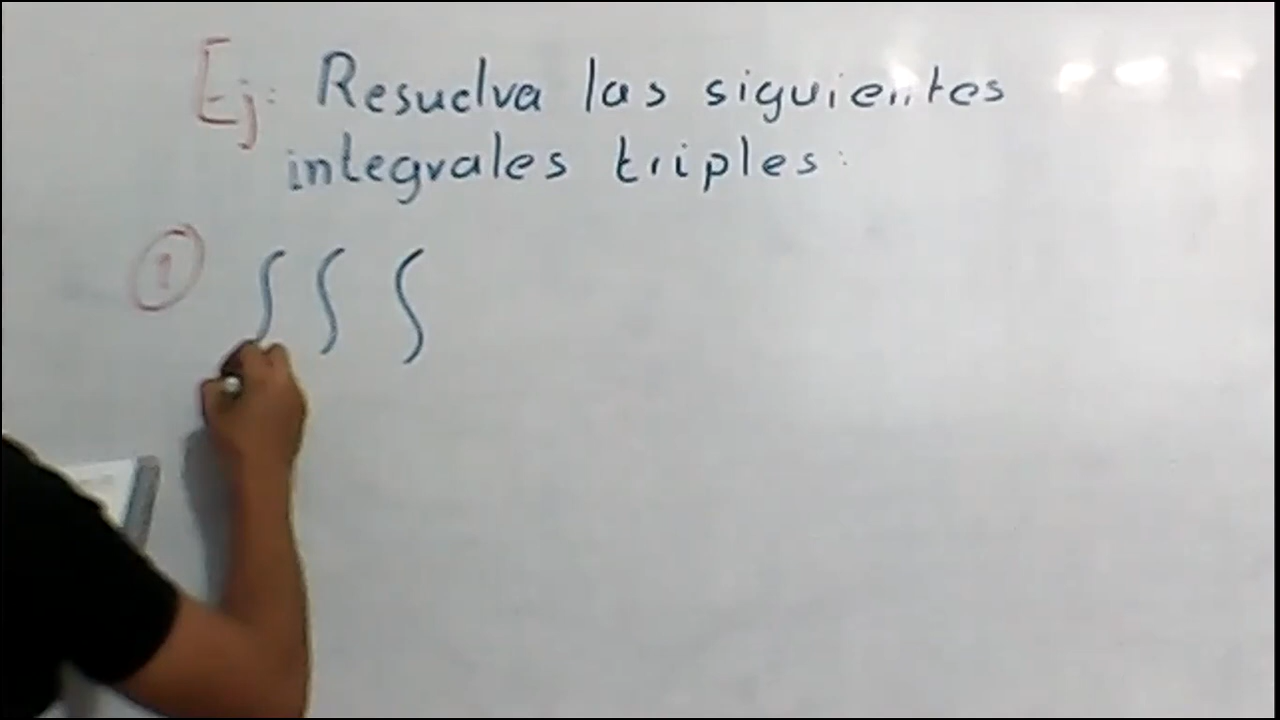 Ej: Resuelva las siguientes
integrales triples:
① ∫ ∫ ∫